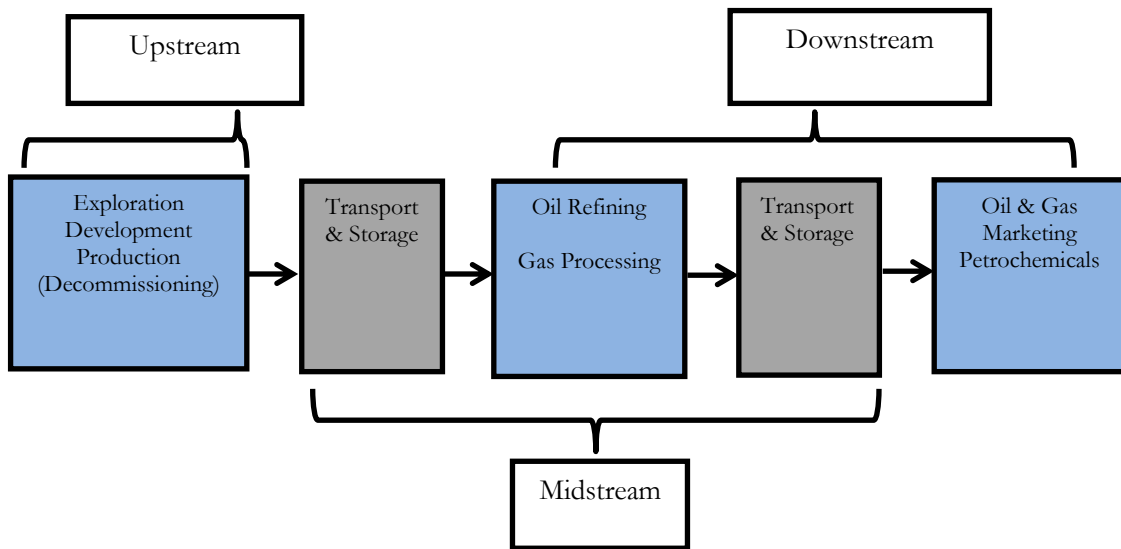 Upstream
Downstream
Exploration
Development
Production
(Decommissioning)
Transport
& Storage
Oil Refining
Gas Processing
Transport
& Storage
Oil & Gas
Marketing
Petrochemicals
Midstream